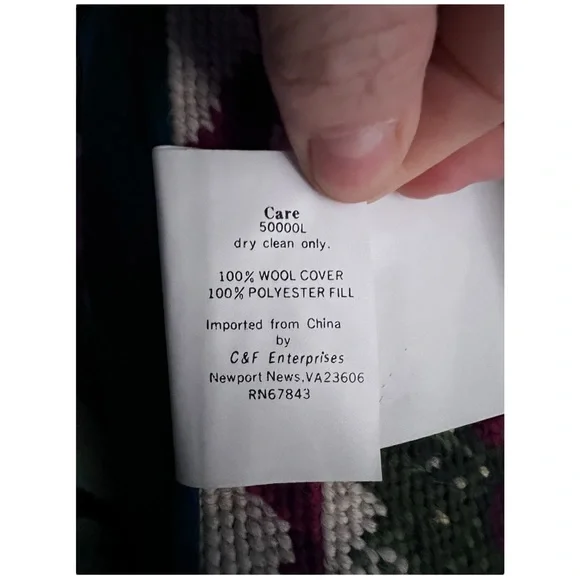 Care
50000L
dry clean only.
100% WOOL COVER
100% POLYESTER FILL
Imported from China
by
C&F Enterprises
Newport News,VA23606
RN67843